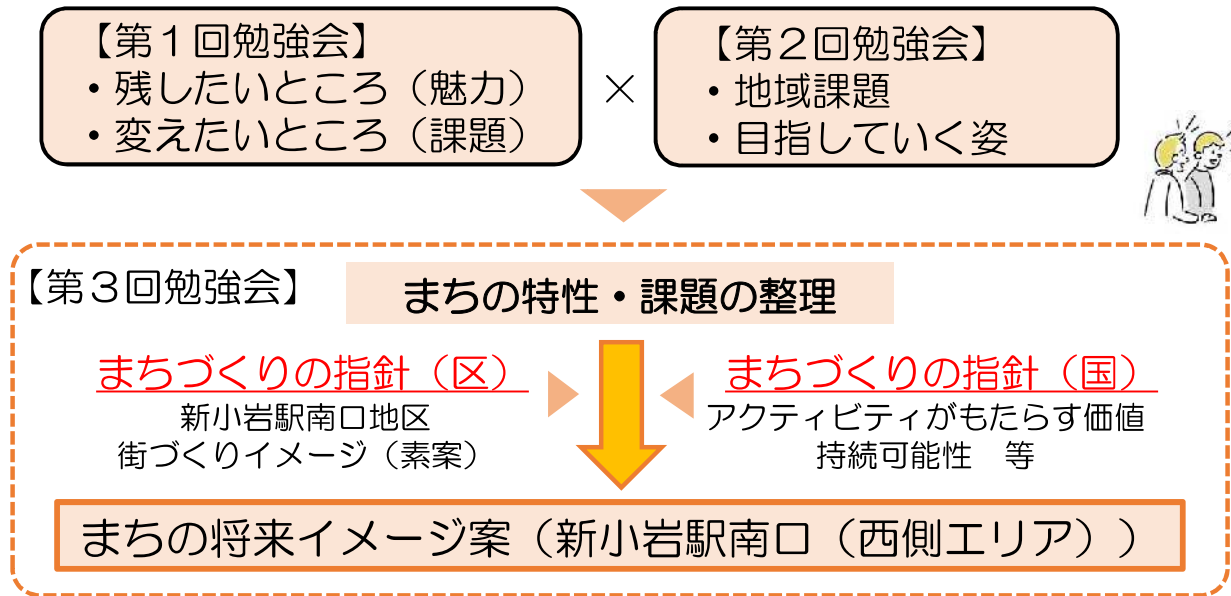 【第１回勉強会】
・残したいところ（魅力）
・変えたいところ（課題）
×
【第２回勉強会】
・地域課題
・目指していく姿
【第３回勉強会】
まちの特性・課題の整理
まちづくりの指針（区）
新小岩駅南口地区
街づくりイメージ（素案）
まちづくりの指針（国）
アクティビティがもたらす価値
持続可能性　等
まちの将来イメージ案（新小岩駅南口（西側エリア））